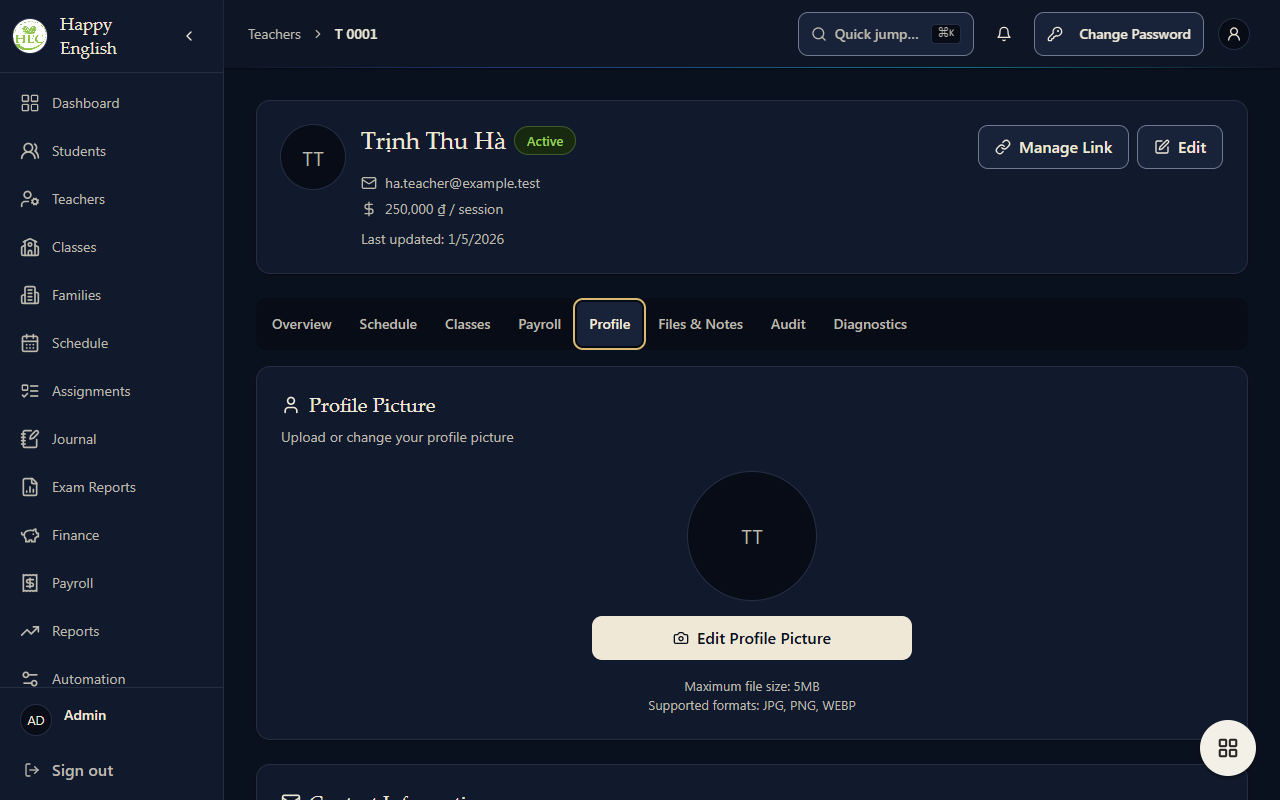 Happy
English
HEC
Teachers
T 0001
Quick jump...
⌘K
Change Password
Dashboard
Students
Teachers
Classes
Families
Schedule
Assignments
Journal
Exam Reports
Finance
Payroll
Reports
Automation
AD
Admin
Sign out
TT
Trịnh Thu Hà
Active
ha.teacher@example.test
250,000 ₫ / session
Last updated: 1/5/2026
Manage Link
Edit
Overview
Schedule
Classes
Payroll
Profile
Files & Notes
Audit
Diagnostics
Profile Picture
Upload or change your profile picture
TT
Edit Profile Picture
Maximum file size: 5MB
Supported formats: JPG, PNG, WEBP